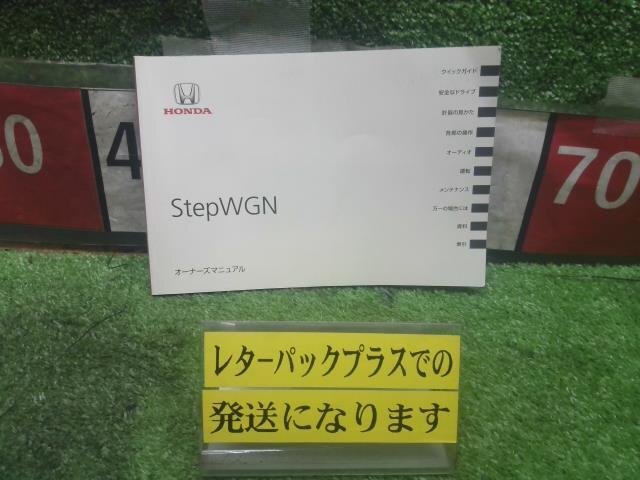 HONDA
StepWGN
オーナーズマニュアル
クイックガイド
安全なドライブ
計器の見かた
各部の操作
オーディオ
運転
メンテナンス
万一の場合には
資料
索引
4
70
レターパックプラスでの
発送になります